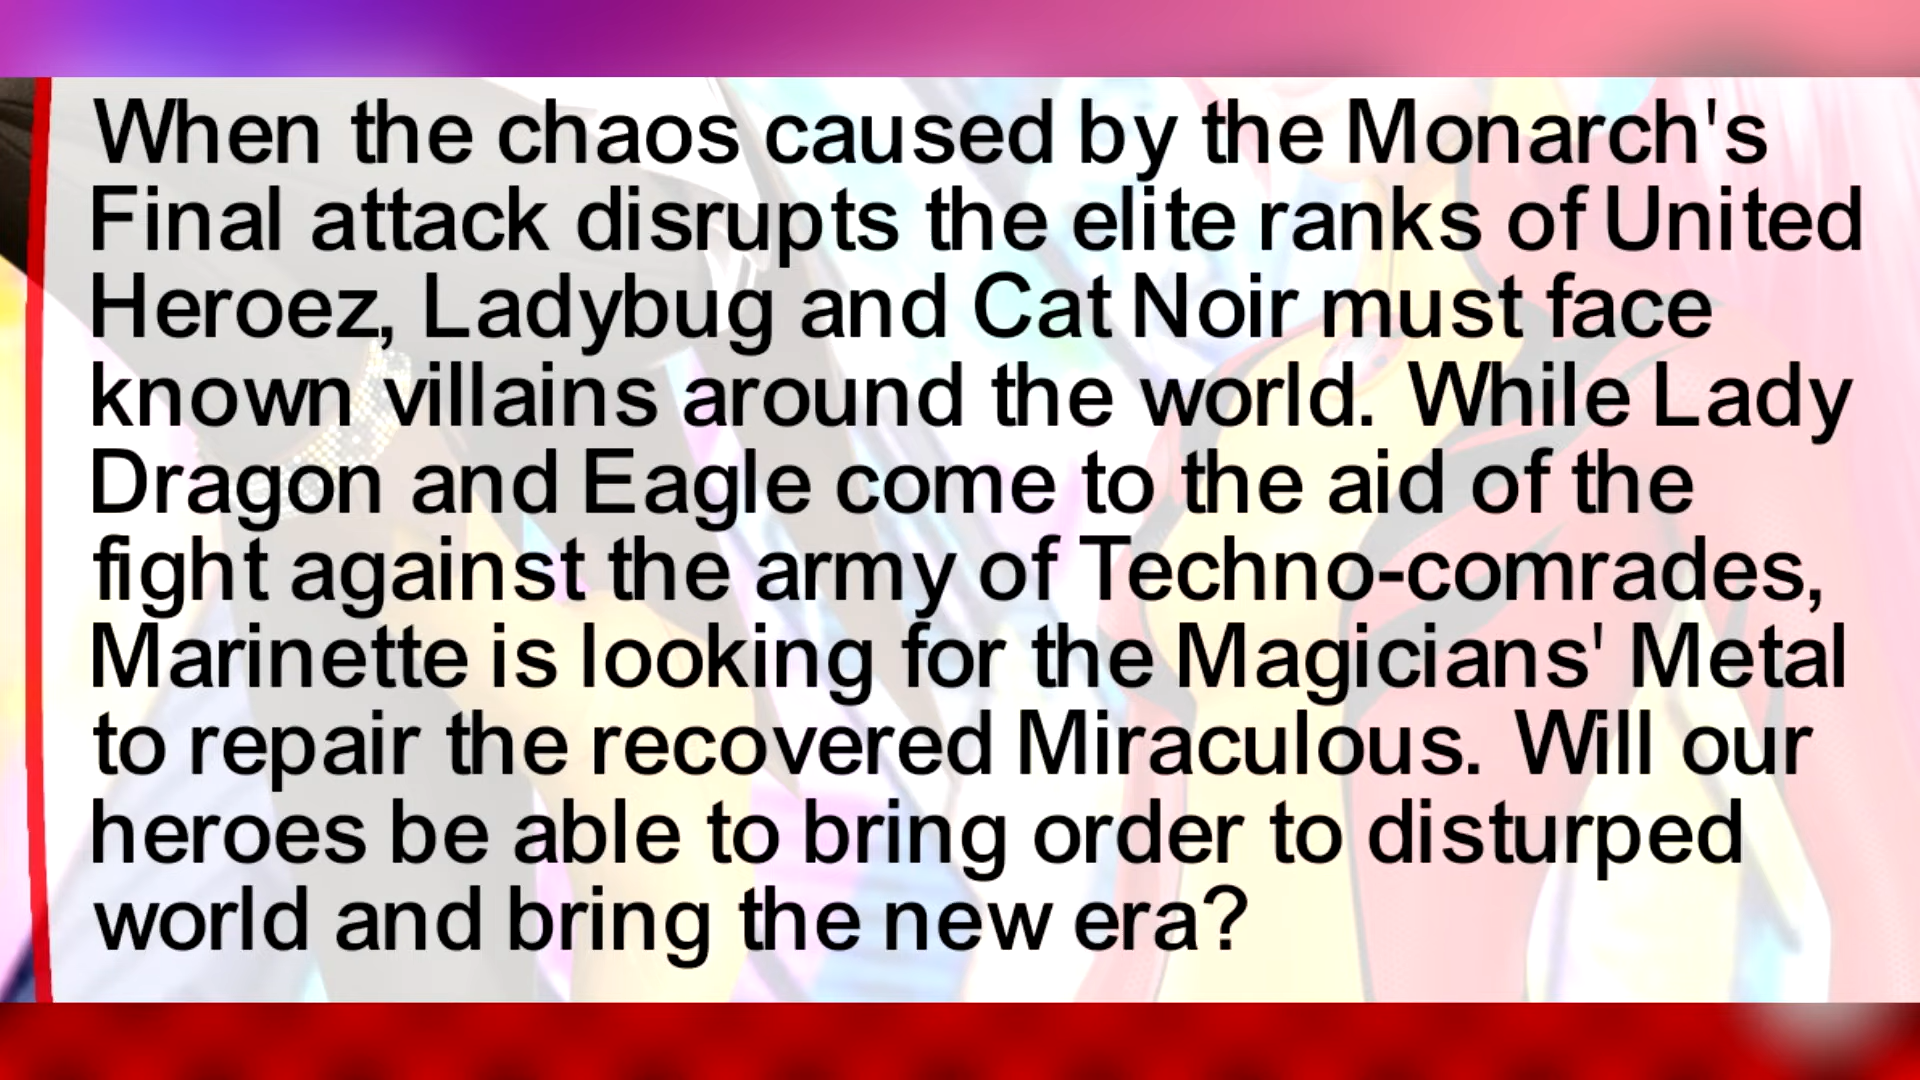 When the chaos caused by the Monarch's
Final attack disrupts the elite ranks of United
Heroez, Ladybug and Cat Noir must face
known villains around the world. While Lady
Dragon and Eagle come to the aid of the
fight against the army of Techno-comrades,
Marinette is looking for the Magicians' Metal
to repair the recovered Miraculous. Will our
heroes be able to bring order to disturped
world and bring the new era?